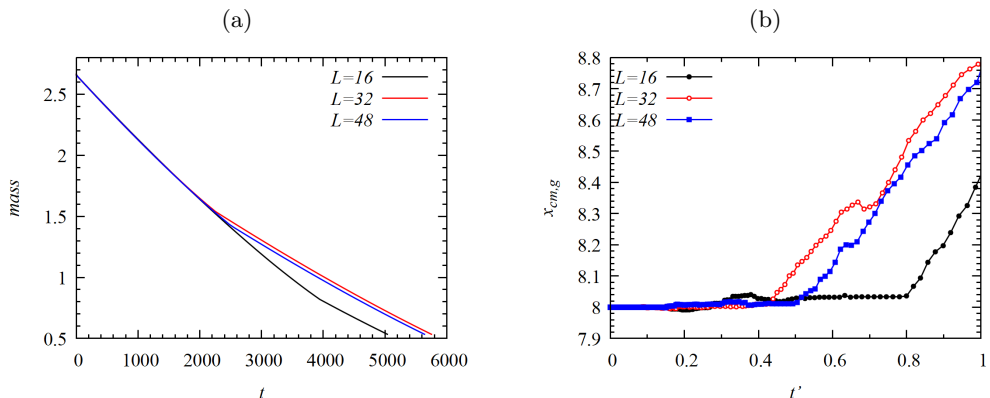 (a)
2.5
2
1.5
1
0.5
mass
0 1000 2000 3000 4000 5000 6000
t
L=16
L=32
L=48
(b)
8.8
8.7
8.6
8.5
8.4
8.3
8.2
8.1
8
7.9
x_{cm,g}
0 0.2 0.4 0.6 0.8 1
t'
L=16
L=32
L=48